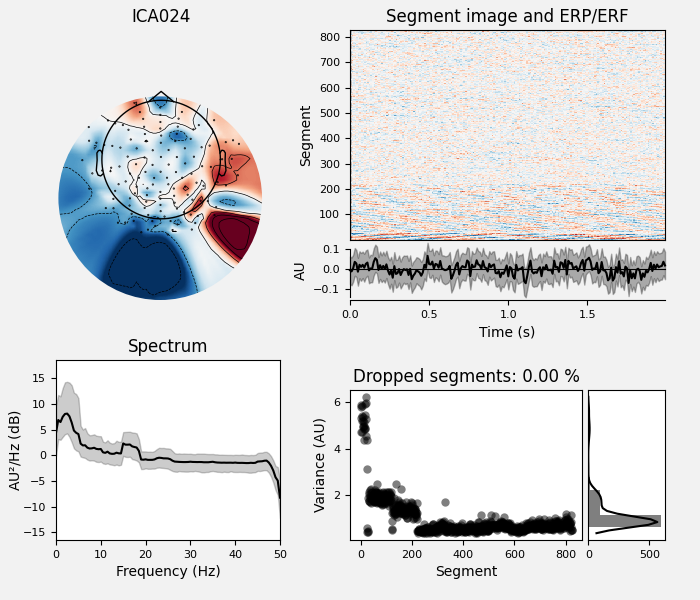 ICA024
Segment image and ERP/ERF
800
700
600
500
400
300
200
100
Segment
0.1
0.0
−0.1
AU
0.0 0.5 1.0 1.5
Time (s)
Spectrum
15
10
5
0
−5
−10
−15
AU²/Hz (dB)
0 10 20 30 40 50
Frequency (Hz)
Dropped segments: 0.00 %
6
4
2
Variance (AU)
0 200 400 600 800
Segment
0 500